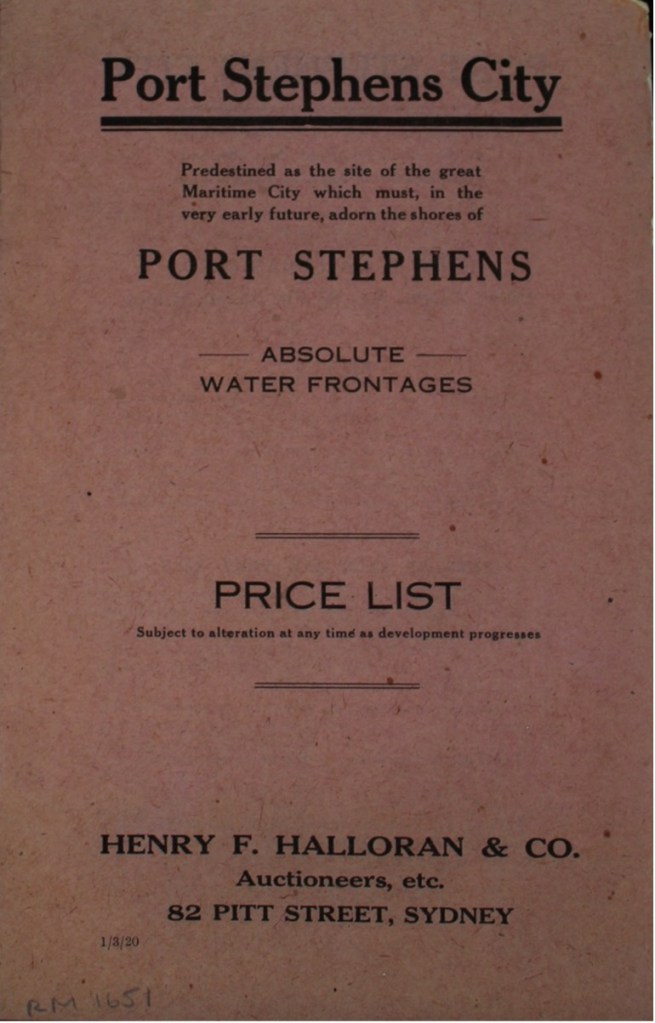 Port Stephens City
Predestined as the site of the great
Maritime City which must, in the
very early future, adorn the shores of
PORT STEPHENS
ABSOLUTE
WATER FRONTAGES
PRICE LIST
Subject to alteration at any time as development progresses
HENRY F. HALLORAN & CO.
Auctioneers, etc.
82 PITT STREET, SYDNEY
1/3/20
RM 1651